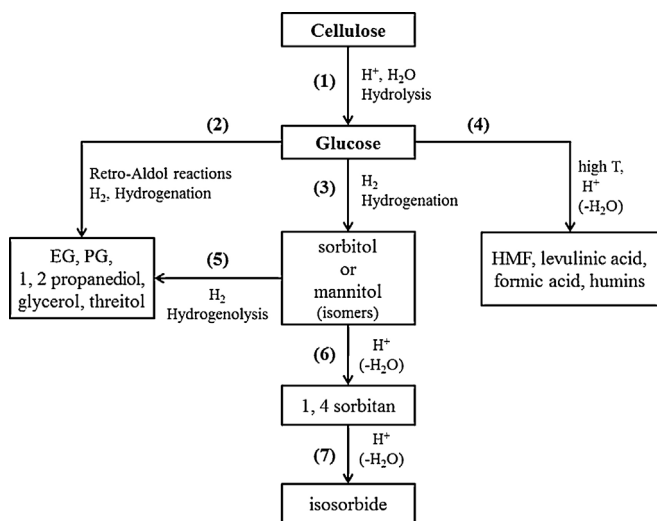 Cellulose
(1)
H⁺, H₂O
Hydrolysis
(2)
Glucose
(4)
Retro-Aldol reactions
H₂, Hydrogenation
(3)
H₂
Hydrogenation
high T,
H⁺
(-H₂O)
EG, PG,
1, 2 propanediol,
glycerol, threitol
(5)
H₂
Hydrogenolysis
sorbitol
or
mannitol
(isomers)
HMF, levulinic acid,
formic acid, humins
(6)
H⁺
(-H₂O)
1, 4 sorbitan
(7)
H⁺
(-H₂O)
isosorbide